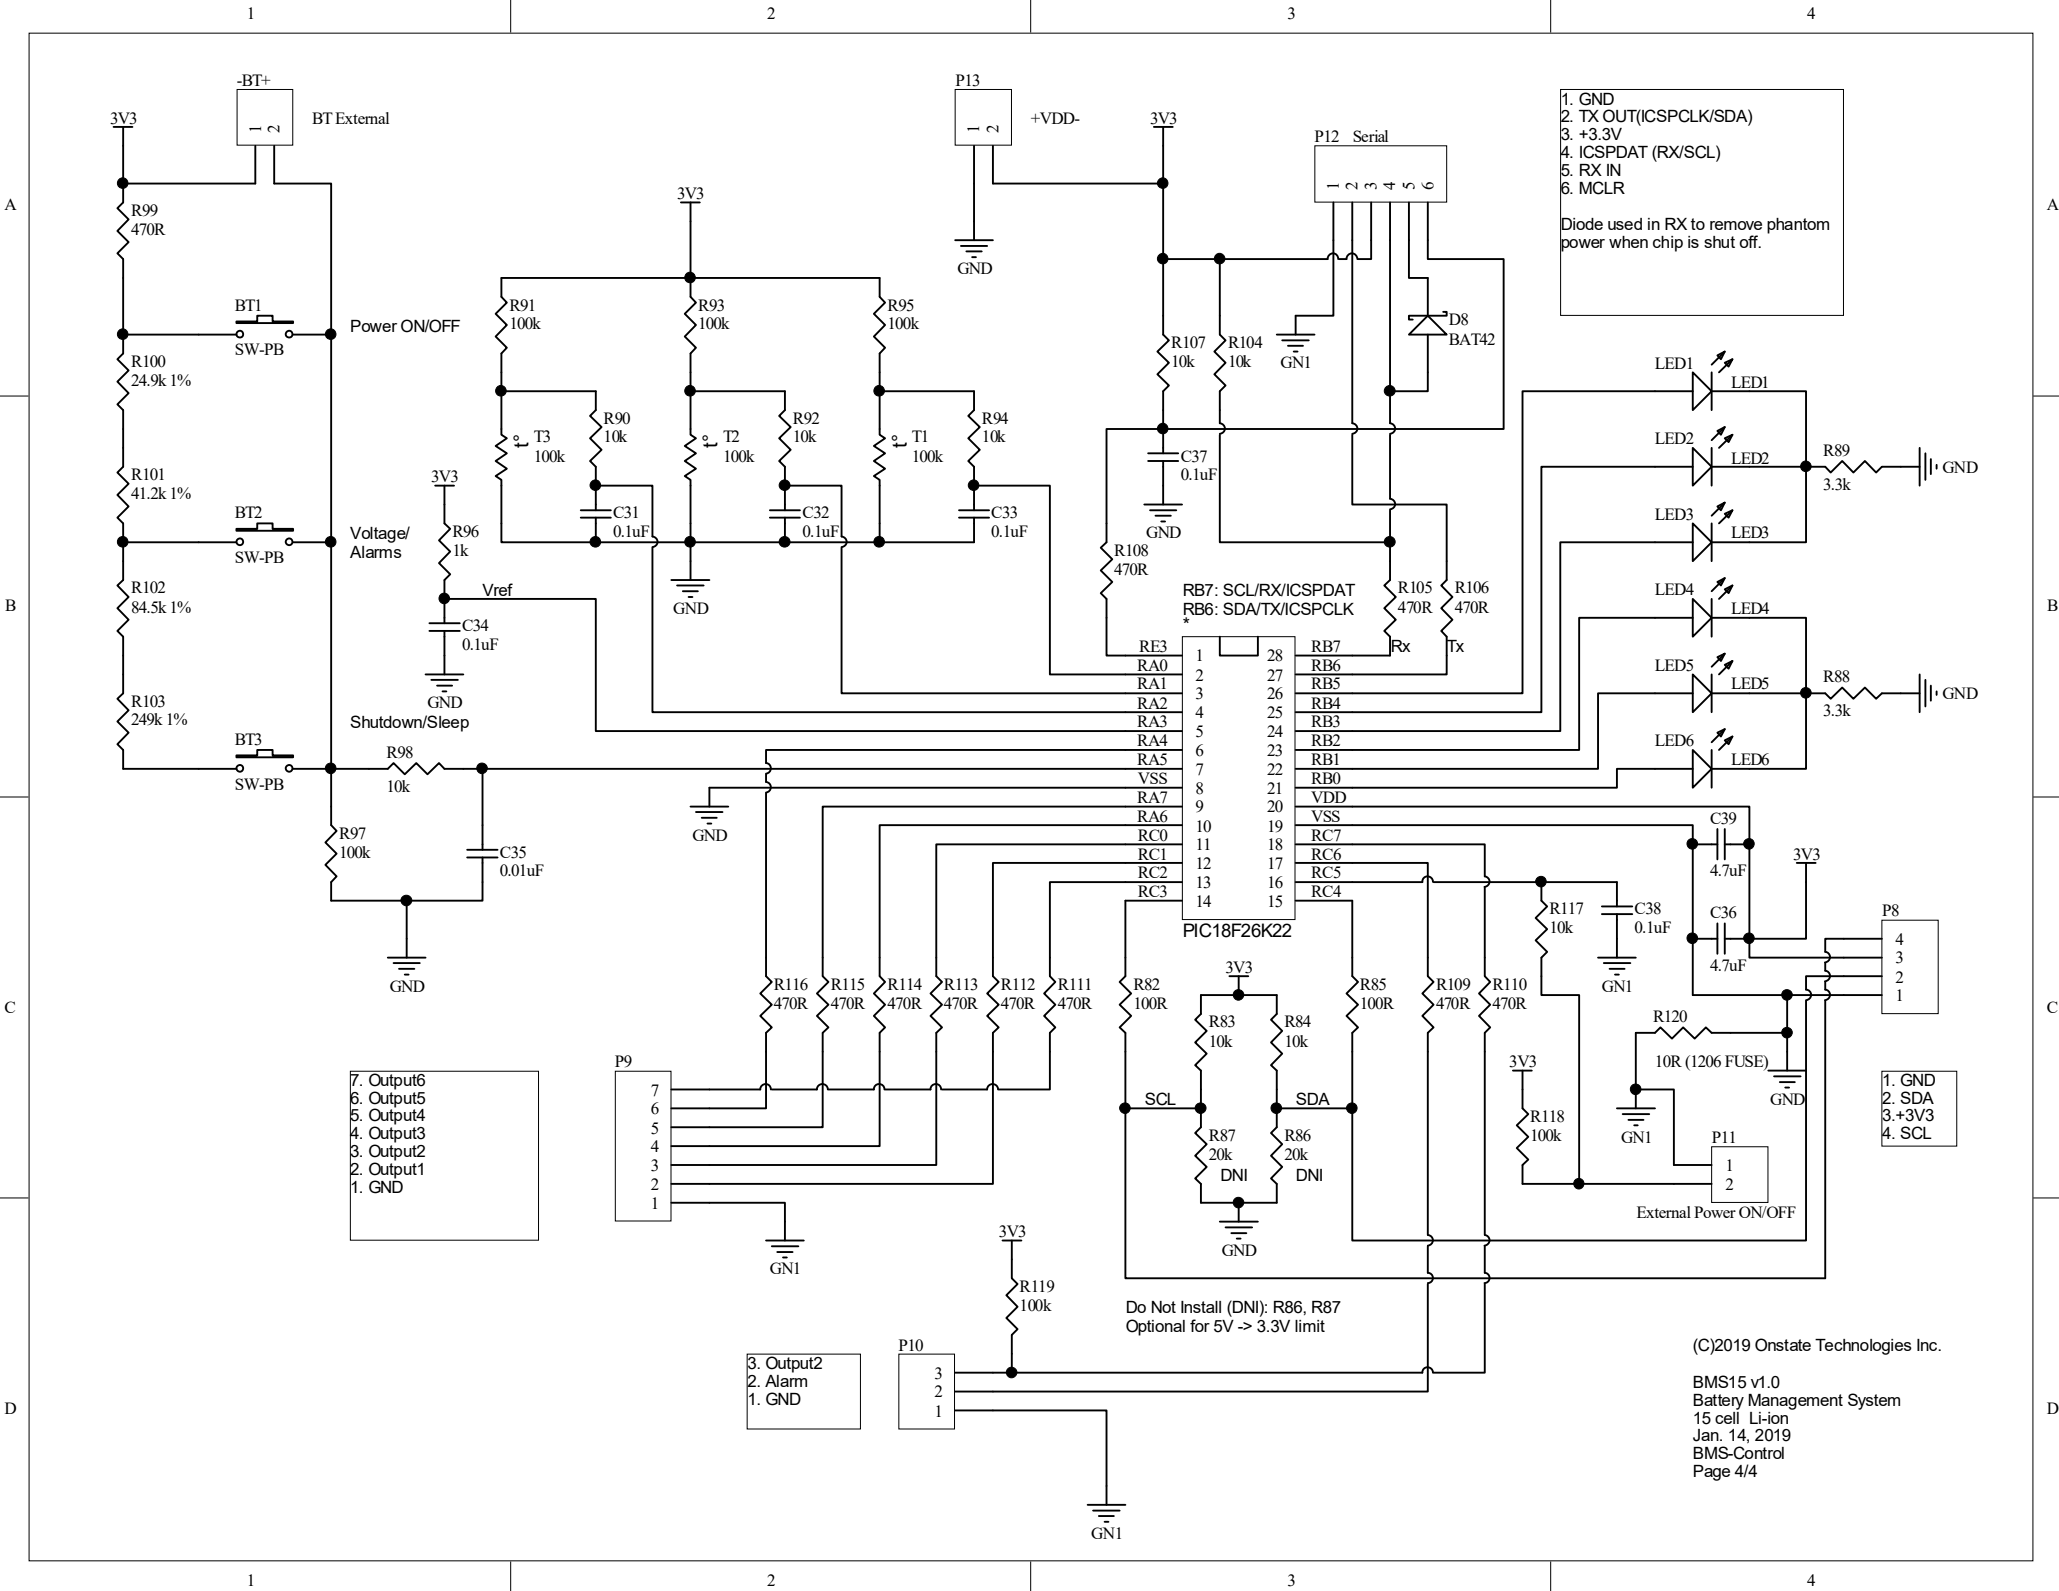 1
2
3
4
A
A
B
B
C
C
D
D
1
2
3
4
-BT+
1
2
BT External
3V3
R99
470R
BT1
SW-PB
Power ON/OFF
R100
24.9k 1%
R101
41.2k 1%
BT2
SW-PB
Voltage/
Alarms
R102
84.5k 1%
R103
249k 1%
BT3
SW-PB
Shutdown/Sleep
R98
10k
R97
100k
C35
0.01uF
GND
3V3
R96
1k
Vref
C34
0.1uF
GND
3V3
R91
100k
R93
100k
R95
100k
T3
100k
t°
R90
10k
T2
100k
t°
R92
10k
T1
100k
t°
R94
10k
C31
0.1uF
C32
0.1uF
C33
0.1uF
GND
P13
1
2
+VDD-
GND
3V3
P12 Serial
1
2
3
4
5
6
1. GND
2. TX OUT(ICSPCLK/SDA)
3. +3.3V
4. ICSPDAT (RX/SCL)
5. RX IN
6. MCLR
Diode used in RX to remove phantom
power when chip is shut off.
R107
10k
R104
10k
GN1
D8
BAT42
C37
0.1uF
GND
R108
470R
R105
470R
R106
470R
Rx
Tx
RB7: SCL/RX/ICSPDAT
RB6: SDA/TX/ICSPCLK
*
RE3 1
RA0 2
RA1 3
RA2 4
RA3 5
RA4 6
RA5 7
VSS 8
RA7 9
RA6 10
RC0 11
RC1 12
RC2 13
RC3 14
28 RB7
27 RB6
26 RB5
25 RB4
24 RB3
23 RB2
22 RB1
21 RB0
20 VDD
19 VSS
18 RC7
17 RC6
16 RC5
15 RC4
PIC18F26K22
GND
LED1
LED1
LED2
LED2
LED3
LED3
R89
3.3k
GND
LED4
LED4
LED5
LED5
LED6
LED6
R88
3.3k
GND
C39
4.7uF
C36
4.7uF
3V3
R117
10k
C38
0.1uF
GN1
P8
4
3
2
1
R120
10R (1206 FUSE)
GND
GN1
1. GND
2. SDA
3.+3V3
4. SCL
3V3
R118
100k
P11
1
2
External Power ON/OFF
R116
470R
R115
470R
R114
470R
R113
470R
R112
470R
R111
470R
R82
100R
3V3
R83
10k
R84
10k
R85
100R
R109
470R
R110
470R
SCL
SDA
R87
20k
DNI
R86
20k
DNI
GND
7. Output6
6. Output5
5. Output4
4. Output3
3. Output2
2. Output1
1. GND
P9
7
6
5
4
3
2
1
GN1
3V3
R119
100k
Do Not Install (DNI): R86, R87
Optional for 5V -> 3.3V limit
3. Output2
2. Alarm
1. GND
P10
3
2
1
GN1
(C)2019 Onstate Technologies Inc.
BMS15 v1.0
Battery Management System
15 cell Li-ion
Jan. 14, 2019
BMS-Control
Page 4/4